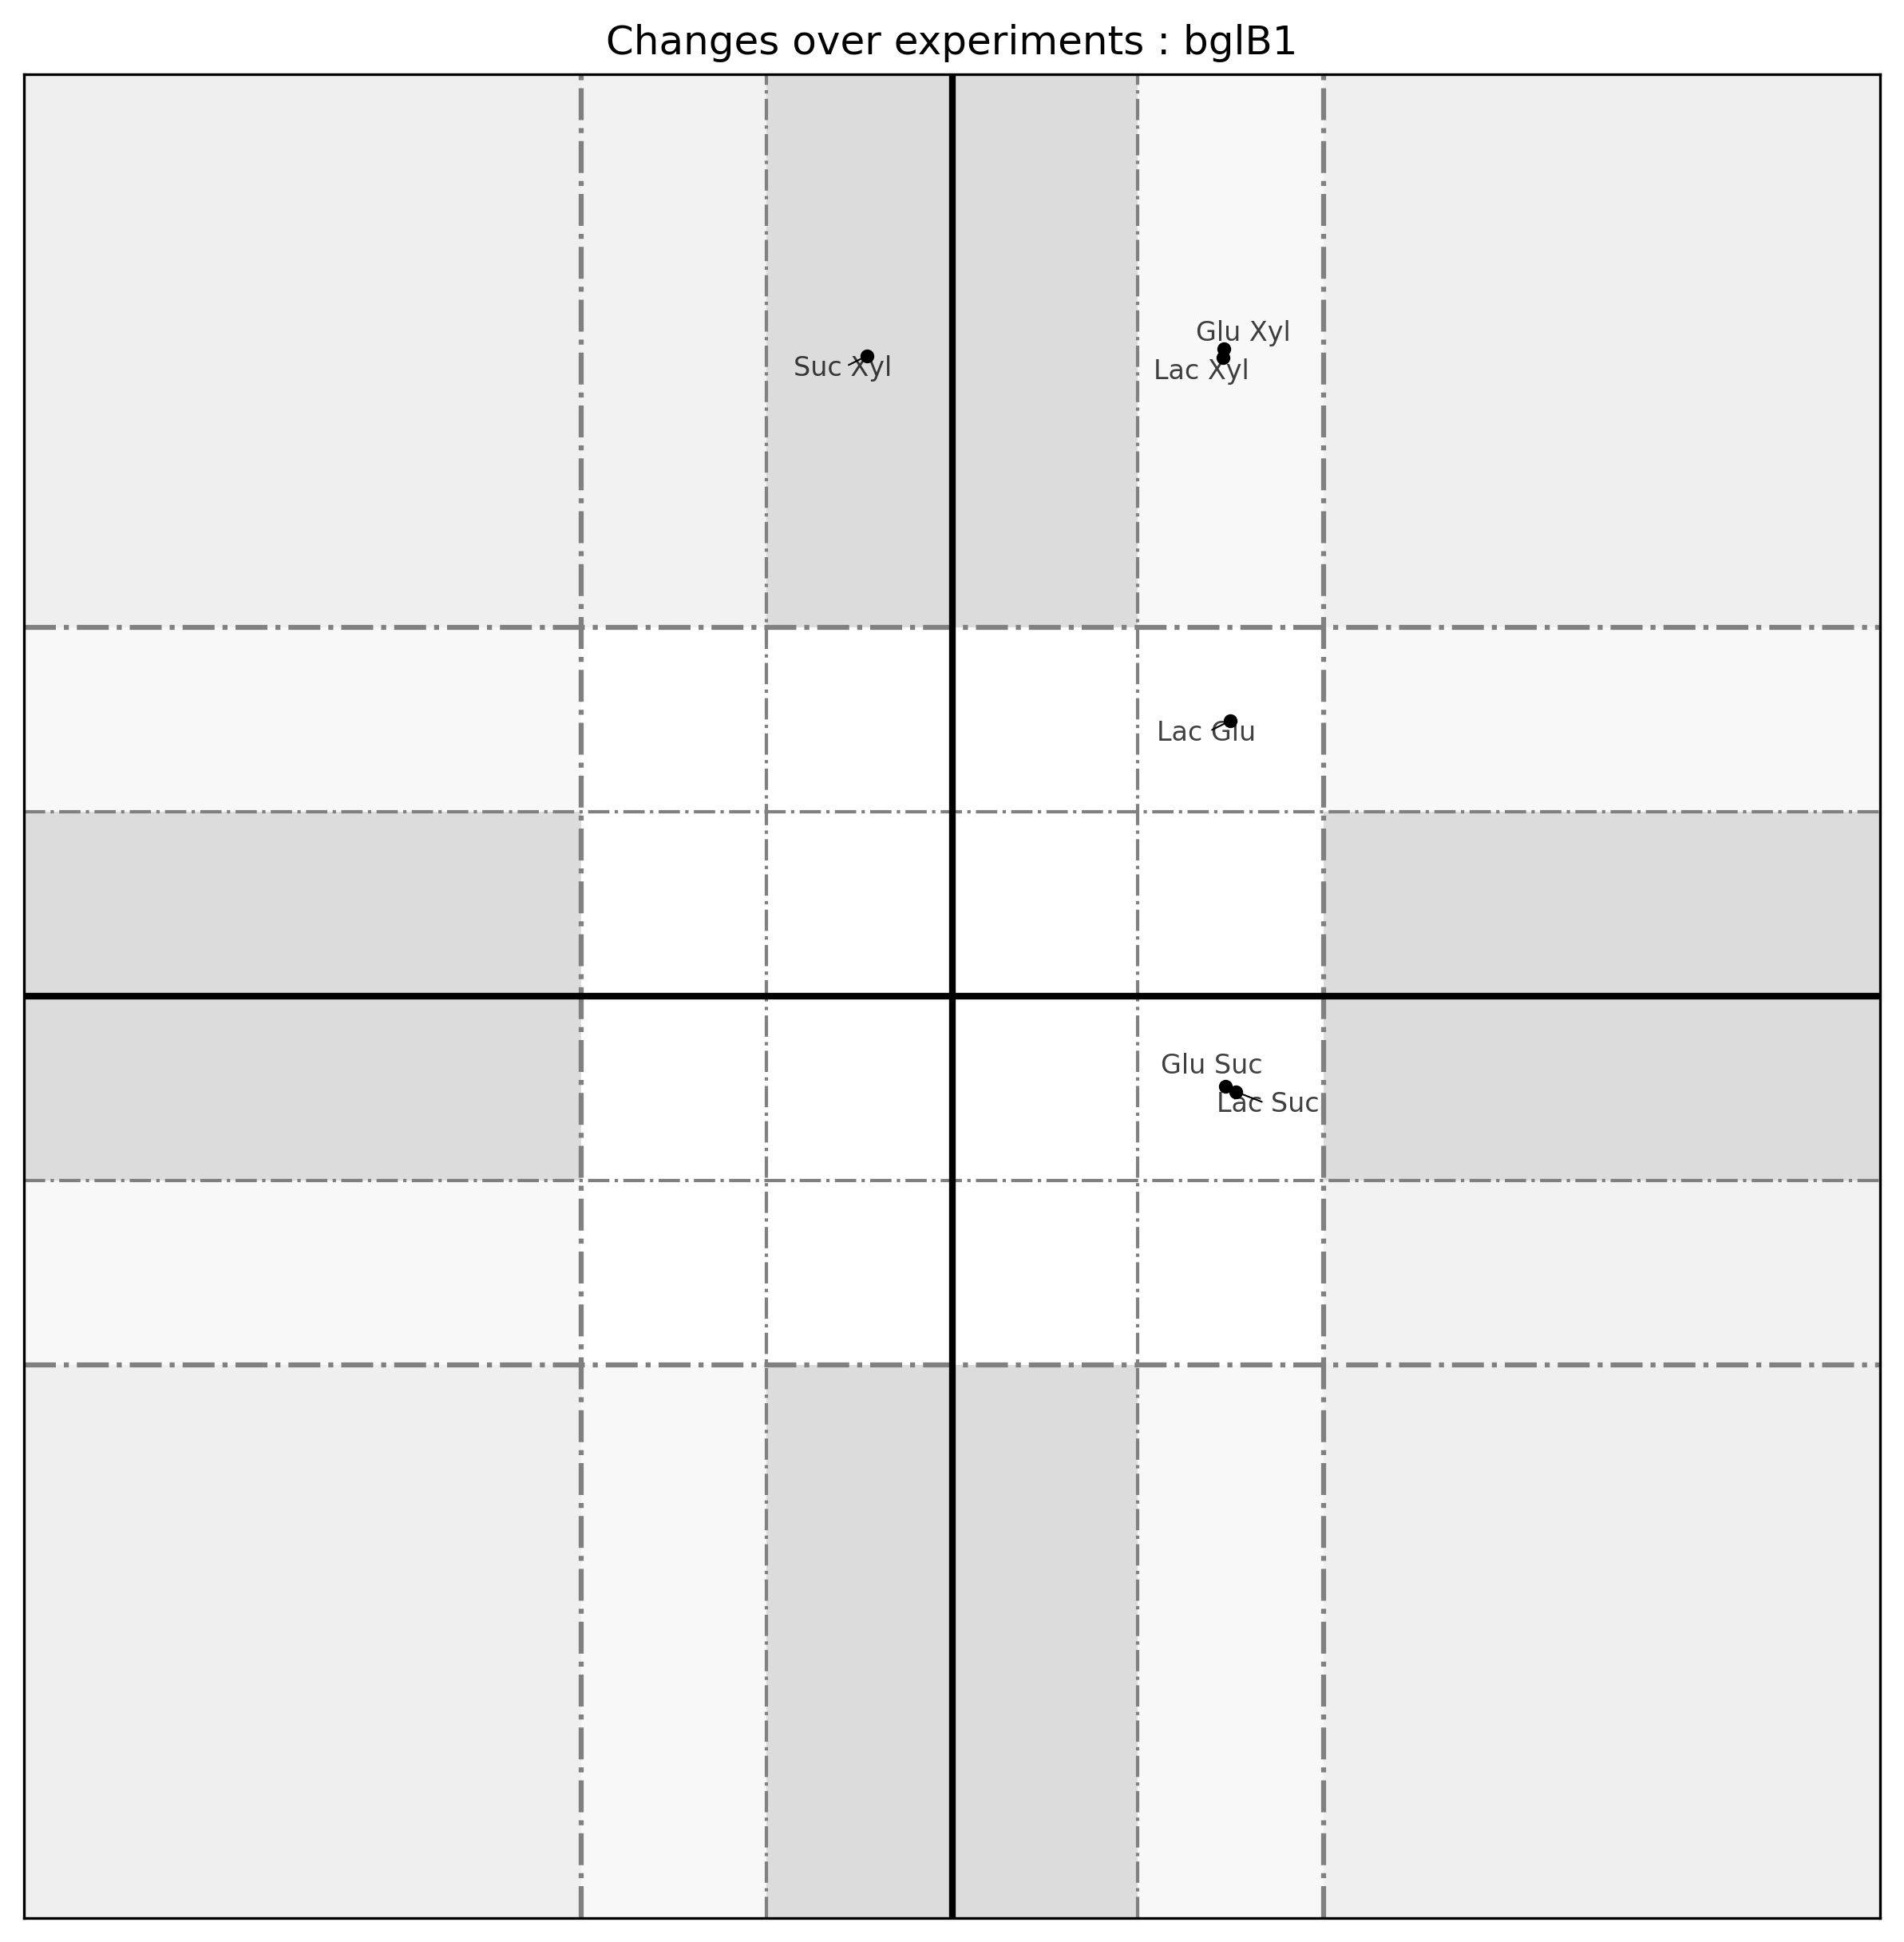 Changes over experiments : bglB1
Glu Xyl
Suc Xyl
Lac Xyl
Lac Glu
Glu Suc
Lac Suc